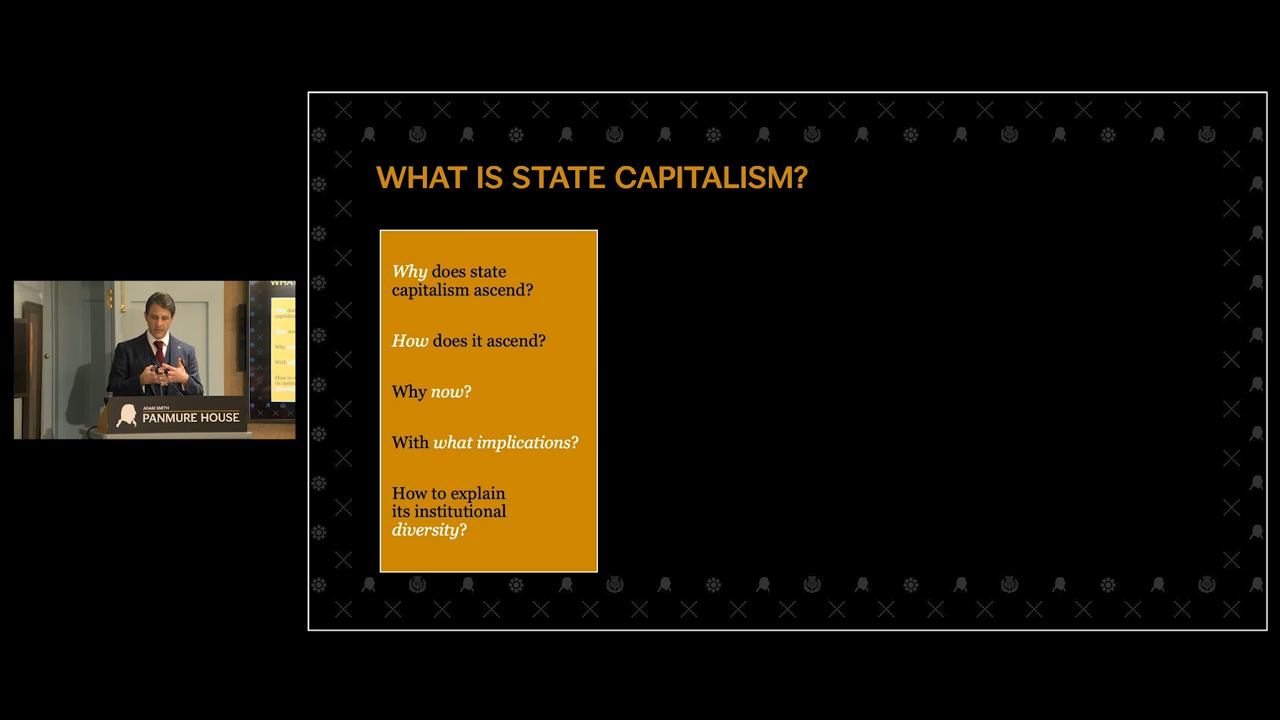 WHAT IS STATE CAPITALISM?
Why does state
capitalism ascend?
How does it ascend?
Why now?
With what implications?
How to explain
its institutional
diversity?
ADAM SMITH
PANMURE HOUSE